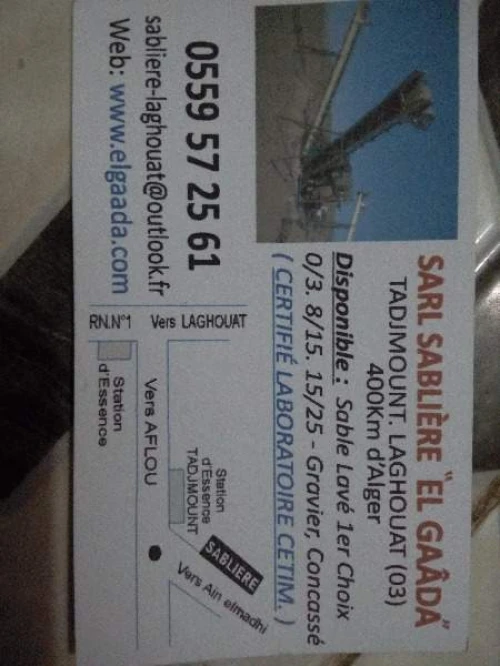 SARL SABLIÈRE "EL GAÂDA"
TADJMOUNT. LAGHOUAT (03)
400Km d'Alger
Disponible : Sable Lavé 1er Choix
0/3. 8/15. 15/25 - Gravier, Concassé
( CERTIFIÉ LABORATOIRE CETIM. )
0559 57 25 61
sabliere-laghouat@outlook.fr
Web: www.elgaada.com
RN.N°1
Vers LAGHOUAT
Station
d'Essence
Vers AFLOU
Station
d'Essence
TADJMOUNT
SABLIERE
Vers Ain elmadhi